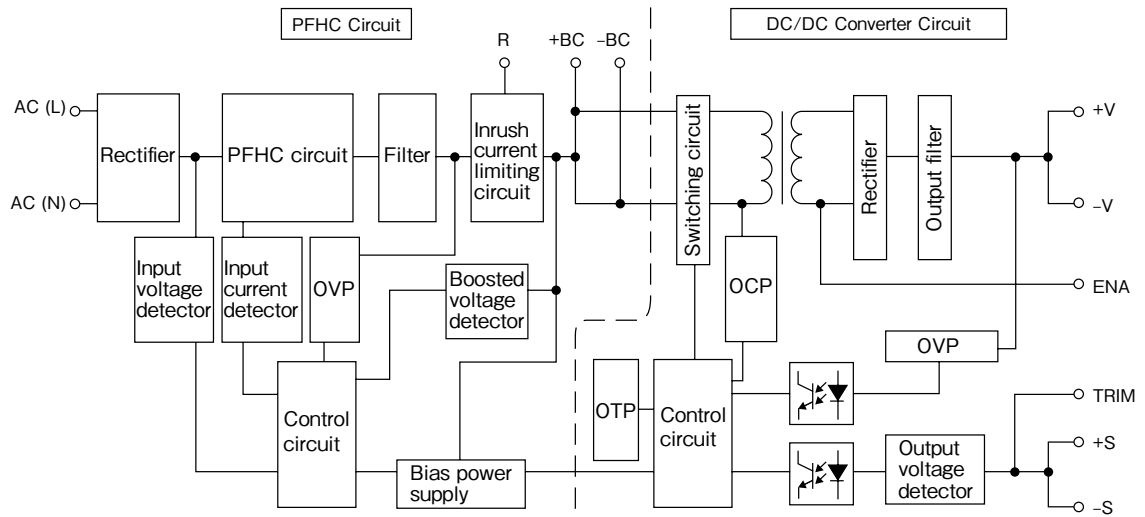 PFHC Circuit
DC/DC Converter Circuit
R
+BC
–BC
AC (L)
AC (N)
Rectifier
PFHC circuit
Filter
Inrush
current
limiting
circuit
Switching circuit
Rectifier
Output filter
+V
–V
ENA
Input
voltage
detector
Input
current
detector
OVP
Boosted
voltage
detector
OCP
OVP
Control
circuit
OTP
Control
circuit
TRIM
Bias power
supply
Output
voltage
detector
+S
–S